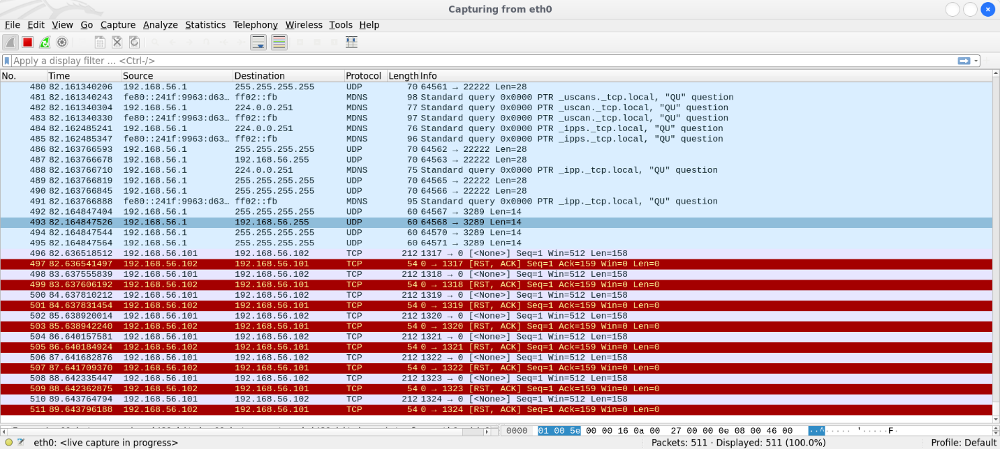 Capturing from eth0
File Edit View Go Capture Analyze Statistics Telephony Wireless Tools Help
Apply a display filter ... <Ctrl-/>
No. Time Source Destination Protocol Length Info
480 82.161340206 192.168.56.1 255.255.255.255 UDP 70 64561 → 22222 Len=28
481 82.161340243 fe80::241f:9963:d63… ff02::fb MDNS 98 Standard query 0x0000 PTR _uscans._tcp.local, "QU" question
482 82.161340304 192.168.56.1 224.0.0.251 MDNS 77 Standard query 0x0000 PTR _uscan._tcp.local, "QU" question
483 82.161340330 fe80::241f:9963:d63… ff02::fb MDNS 97 Standard query 0x0000 PTR _uscan._tcp.local, "QU" question
484 82.162485241 192.168.56.1 224.0.0.251 MDNS 76 Standard query 0x0000 PTR _ipps._tcp.local, "QU" question
485 82.162485347 fe80::241f:9963:d63… ff02::fb MDNS 96 Standard query 0x0000 PTR _ipps._tcp.local, "QU" question
486 82.163766593 192.168.56.1 255.255.255.255 UDP 70 64562 → 22222 Len=28
487 82.163766678 192.168.56.1 192.168.56.255 UDP 70 64563 → 22222 Len=28
488 82.163766710 192.168.56.1 224.0.0.251 MDNS 75 Standard query 0x0000 PTR _ipp._tcp.local, "QU" question
489 82.163766819 192.168.56.1 255.255.255.255 UDP 70 64565 → 22222 Len=28
490 82.163766845 192.168.56.1 255.255.255.255 UDP 70 64566 → 22222 Len=28
491 82.163766888 fe80::241f:9963:d63… ff02::fb MDNS 95 Standard query 0x0000 PTR _ipp._tcp.local, "QU" question
492 82.164847404 192.168.56.1 255.255.255.255 UDP 60 64567 → 3289 Len=14
493 82.164847526 192.168.56.1 192.168.56.255 UDP 60 64568 → 3289 Len=14
494 82.164847544 192.168.56.1 255.255.255.255 UDP 60 64570 → 3289 Len=14
495 82.164847564 192.168.56.1 255.255.255.255 UDP 60 64571 → 3289 Len=14
496 82.636518512 192.168.56.101 192.168.56.102 TCP 212 1317 → 0 [<None>] Seq=1 Win=512 Len=158
497 82.636541497 192.168.56.102 192.168.56.101 TCP 54 0 → 1317 [RST, ACK] Seq=1 Ack=159 Win=0 Len=0
498 83.637555839 192.168.56.101 192.168.56.102 TCP 212 1318 → 0 [<None>] Seq=1 Win=512 Len=158
499 83.637606192 192.168.56.102 192.168.56.101 TCP 54 0 → 1318 [RST, ACK] Seq=1 Ack=159 Win=0 Len=0
500 84.637810212 192.168.56.101 192.168.56.102 TCP 212 1319 → 0 [<None>] Seq=1 Win=512 Len=158
501 84.637831454 192.168.56.102 192.168.56.101 TCP 54 0 → 1319 [RST, ACK] Seq=1 Ack=159 Win=0 Len=0
502 85.638920014 192.168.56.101 192.168.56.102 TCP 212 1320 → 0 [<None>] Seq=1 Win=512 Len=158
503 85.638942240 192.168.56.102 192.168.56.101 TCP 54 0 → 1320 [RST, ACK] Seq=1 Ack=159 Win=0 Len=0
504 86.640157581 192.168.56.101 192.168.56.102 TCP 212 1321 → 0 [<None>] Seq=1 Win=512 Len=158
505 86.640184924 192.168.56.102 192.168.56.101 TCP 54 0 → 1321 [RST, ACK] Seq=1 Ack=159 Win=0 Len=0
506 87.641682876 192.168.56.101 192.168.56.102 TCP 212 1322 → 0 [<None>] Seq=1 Win=512 Len=158
507 87.641709370 192.168.56.102 192.168.56.101 TCP 54 0 → 1322 [RST, ACK] Seq=1 Ack=159 Win=0 Len=0
508 88.642335447 192.168.56.101 192.168.56.102 TCP 212 1323 → 0 [<None>] Seq=1 Win=512 Len=158
509 88.642362875 192.168.56.102 192.168.56.101 TCP 54 0 → 1323 [RST, ACK] Seq=1 Ack=159 Win=0 Len=0
510 89.643764794 192.168.56.101 192.168.56.102 TCP 212 1324 → 0 [<None>] Seq=1 Win=512 Len=158
511 89.643796188 192.168.56.102 192.168.56.101 TCP 54 0 → 1324 [RST, ACK] Seq=1 Ack=159 Win=0 Len=0
0000 01 00 5e 00 00 16 0a 00 27 00 00 0e 08 00 46 00 ··^····· '·····F·
eth0: <live capture in progress> Packets: 511 · Displayed: 511 (100.0%) Profile: Default